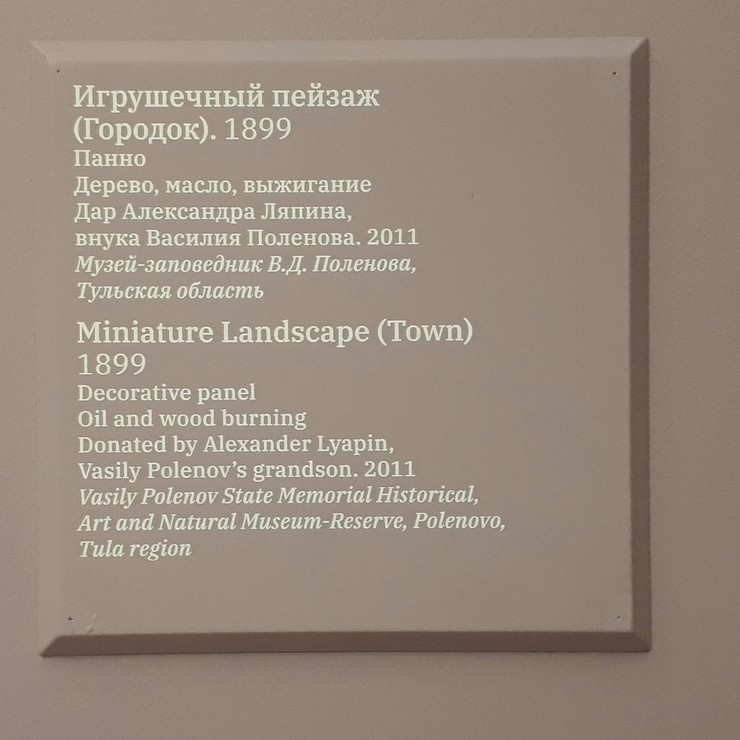 Игрушечный пейзаж
(Городок). 1899
Панно
Дерево, масло, выжигание
Дар Александра Ляпина,
внука Василия Поленова. 2011
Музей-заповедник В.Д. Поленова,
Тульская область
Miniature Landscape (Town)
1899
Decorative panel
Oil and wood burning
Donated by Alexander Lyapin,
Vasily Polenov’s grandson. 2011
Vasily Polenov State Memorial Historical,
Art and Natural Museum-Reserve, Polenovo,
Tula region